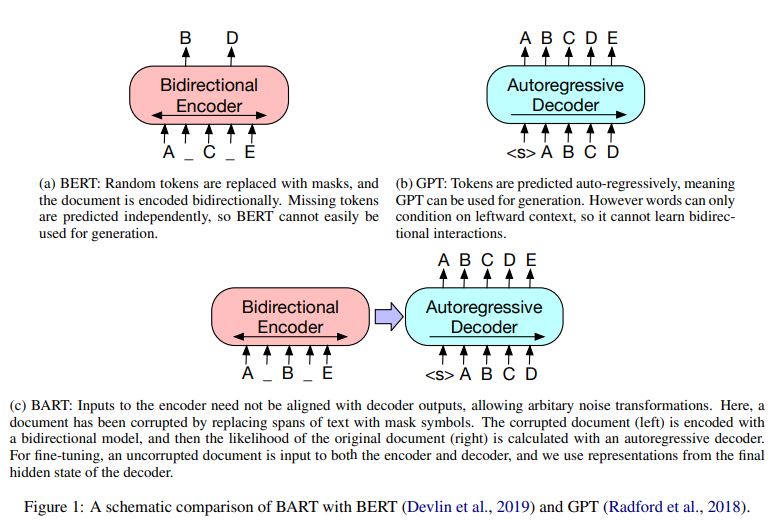 B D
Bidirectional
Encoder
A _ C _ E
(a) BERT: Random tokens are replaced with masks, and
the document is encoded bidirectionally. Missing tokens
are predicted independently, so BERT cannot easily be
used for generation.
A B C D E
Autoregressive
Decoder
<s> A B C D
(b) GPT: Tokens are predicted auto-regressively, meaning
GPT can be used for generation. However words can only
condition on leftward context, so it cannot learn bidirec-
tional interactions.
Bidirectional
Encoder
A _ B _ E
A B C D E
Autoregressive
Decoder
<s> A B C D
(c) BART: Inputs to the encoder need not be aligned with decoder outputs, allowing arbitary noise transformations. Here, a
document has been corrupted by replacing spans of text with mask symbols. The corrupted document (left) is encoded with
a bidirectional model, and then the likelihood of the original document (right) is calculated with an autoregressive decoder.
For fine-tuning, an uncorrupted document is input to both the encoder and decoder, and we use representations from the final
hidden state of the decoder.
Figure 1: A schematic comparison of BART with BERT (Devlin et al., 2019) and GPT (Radford et al., 2018).